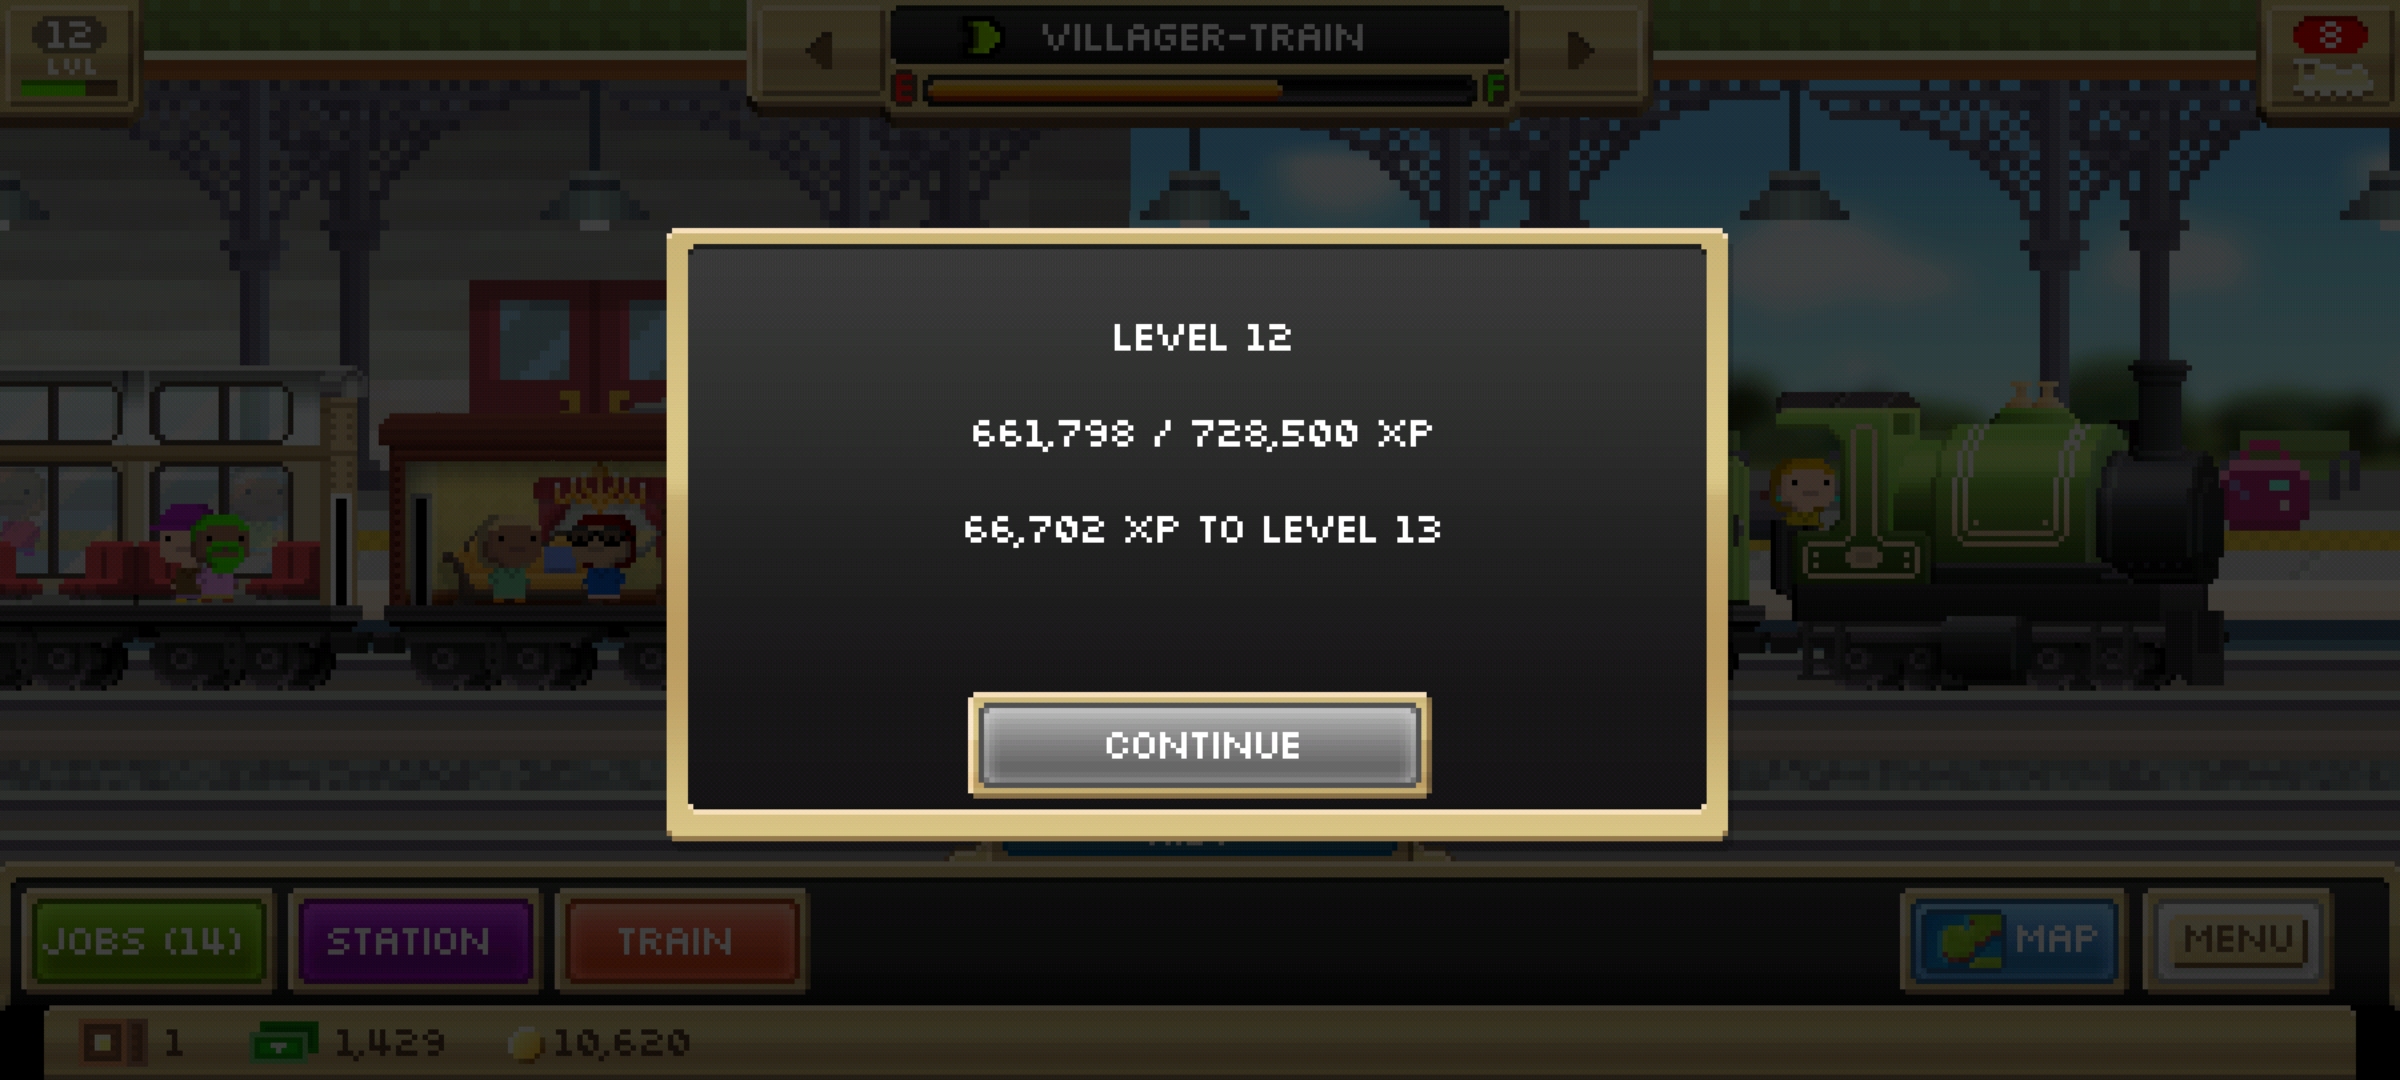 12
LVL
VILLAGER-TRAIN
E
F
8
LEVEL 12
661,798 / 728,500 XP
66,702 XP TO LEVEL 13
CONTINUE
JOBS (14)
STATION
TRAIN
MAP
MENU
1
1,429
10,620